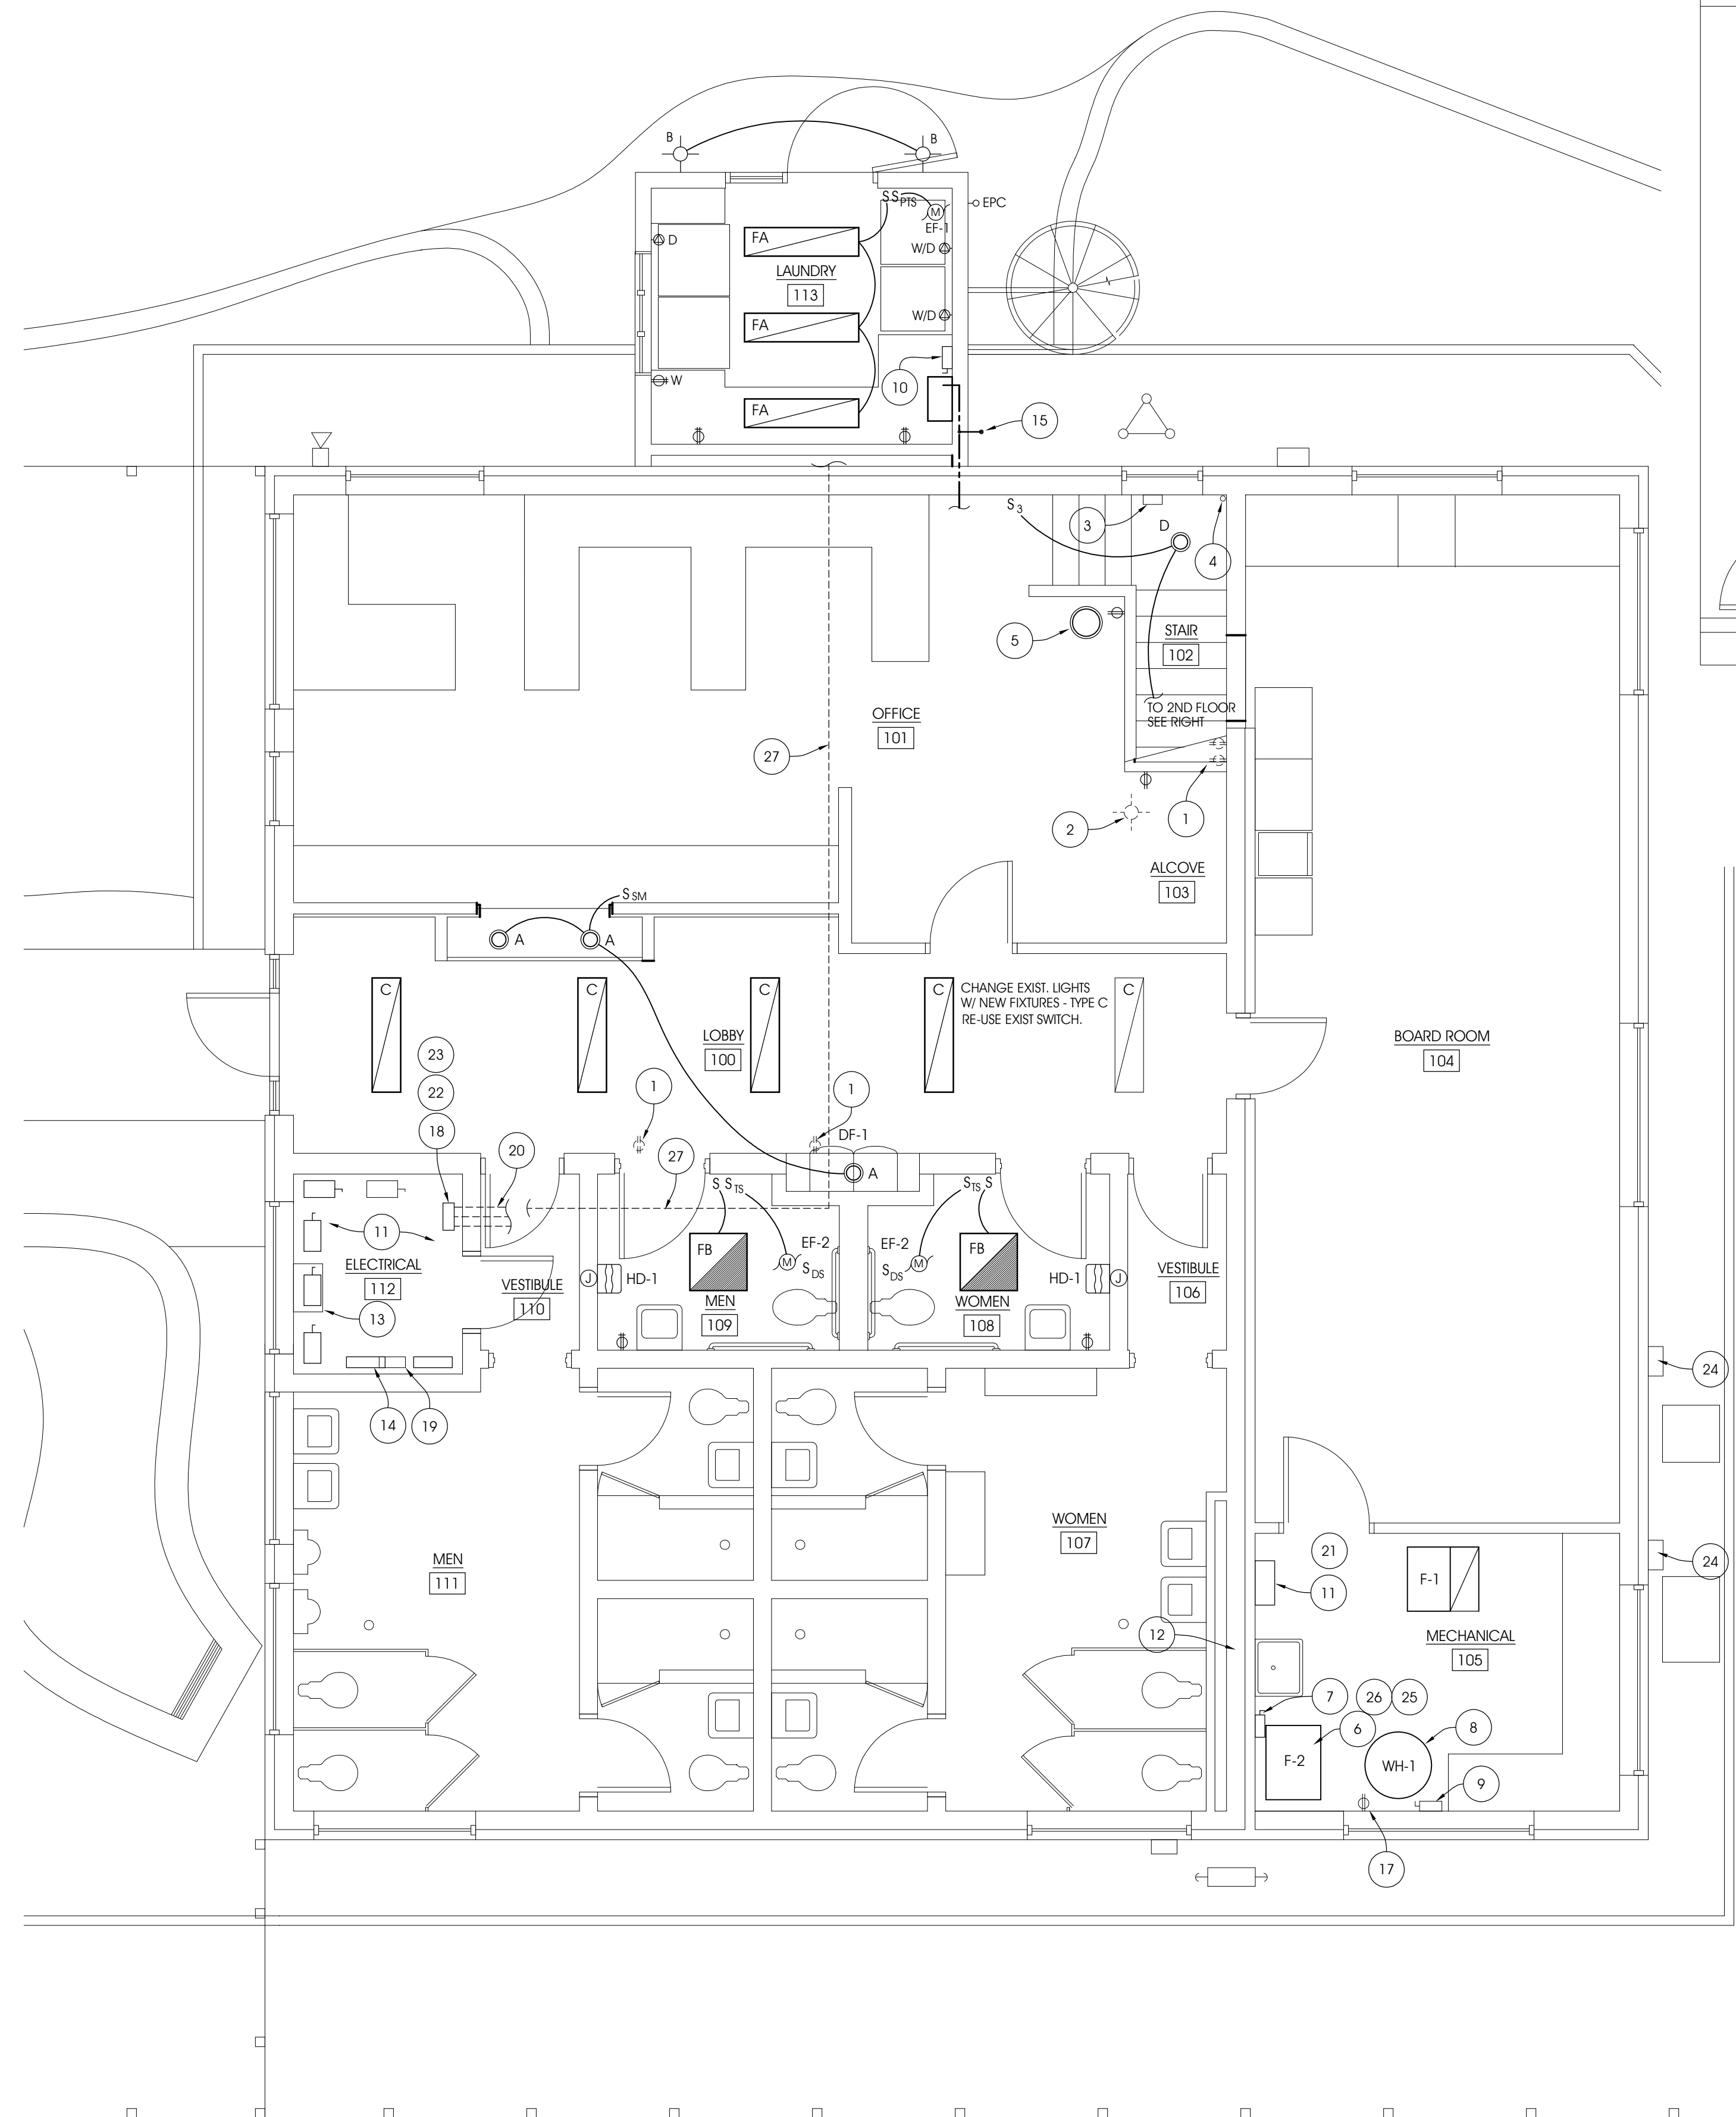 B
B
S S PTS
M
EF-1
EPC
D
FA
W/D
LAUNDRY
113
FA
W/D
W
FA
10
15
S 3
3
D
4
5
STAIR
102
TO 2ND FLOOR
SEE RIGHT
OFFICE
101
27
2
1
ALCOVE
103
S SM
A
A
C
C
C
C
C
CHANGE EXIST. LIGHTS
W/ NEW FIXTURES - TYPE C
RE-USE EXIST SWITCH.
LOBBY
100
BOARD ROOM
104
23
22
18
20
1
1
DF-1
27
A
S S TS
S TS S
11
FB
EF-2
EF-2
FB
M
M
S DS
S DS
ELECTRICAL
112
VESTIBULE
110
J
HD-1
HD-1
J
VESTIBULE
106
MEN
109
WOMEN
108
13
14
19
24
24
WOMEN
107
MEN
111
21
11
F-1
12
MECHANICAL
105
7
26
25
6
8
F-2
WH-1
9
17